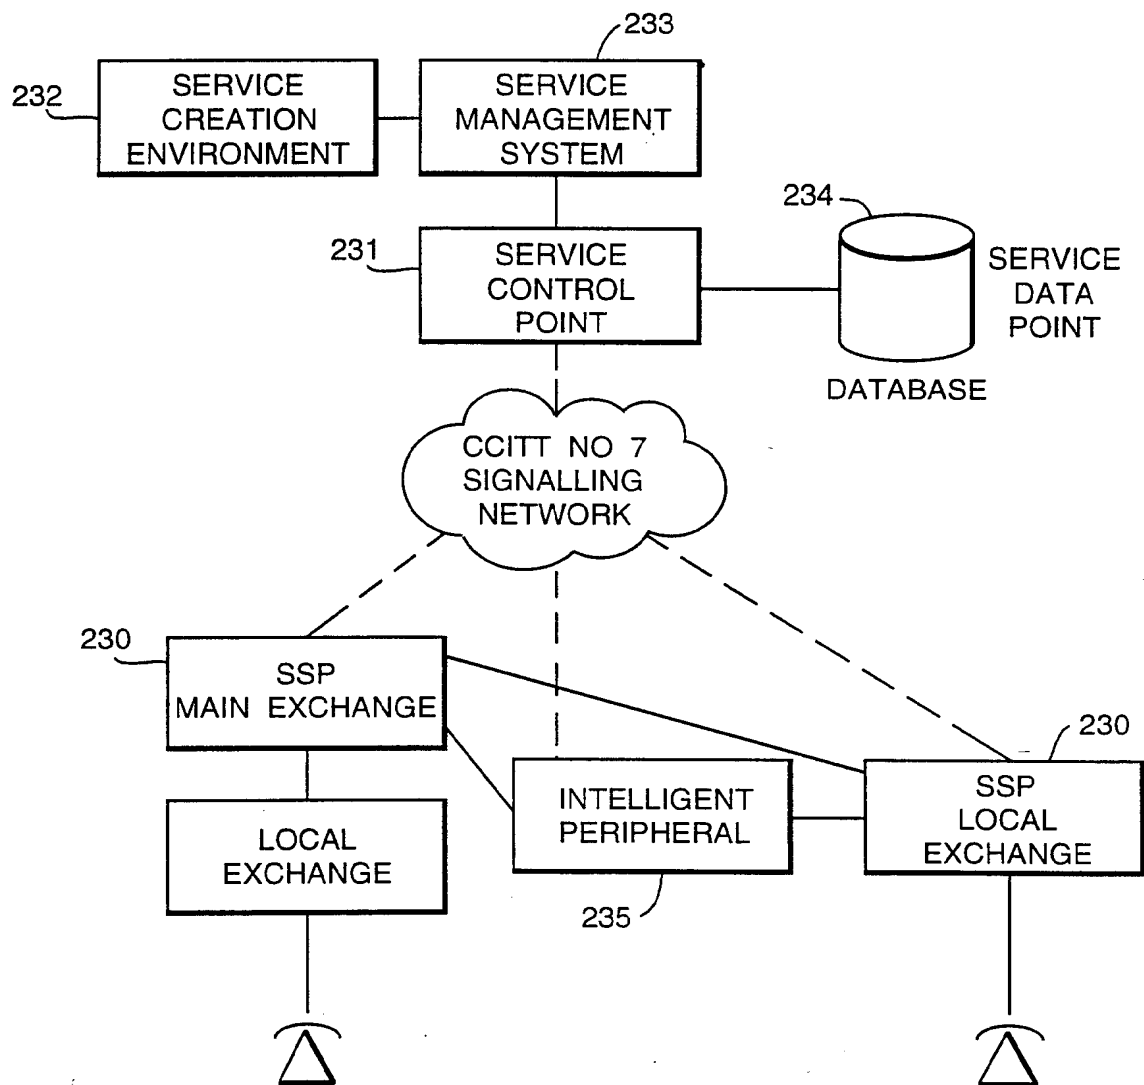 233
232
SERVICE
CREATION
ENVIRONMENT
SERVICE
MANAGEMENT
SYSTEM
234
231
SERVICE
CONTROL
POINT
SERVICE
DATA
POINT
DATABASE
CCITT NO 7
SIGNALLING
NETWORK
230
SSP
MAIN EXCHANGE
230
INTELLIGENT
PERIPHERAL
SSP
LOCAL
EXCHANGE
LOCAL
EXCHANGE
235